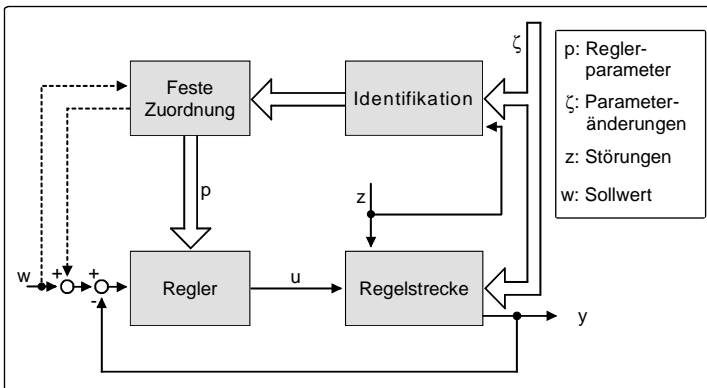 ζ
Feste
Zuordnung
Identifikation
p: Regler-
parameter
ζ: Parameter-
änderungen
z: Störungen
w: Sollwert
p
z
w
+
+
-
Regler
u
Regelstrecke
y